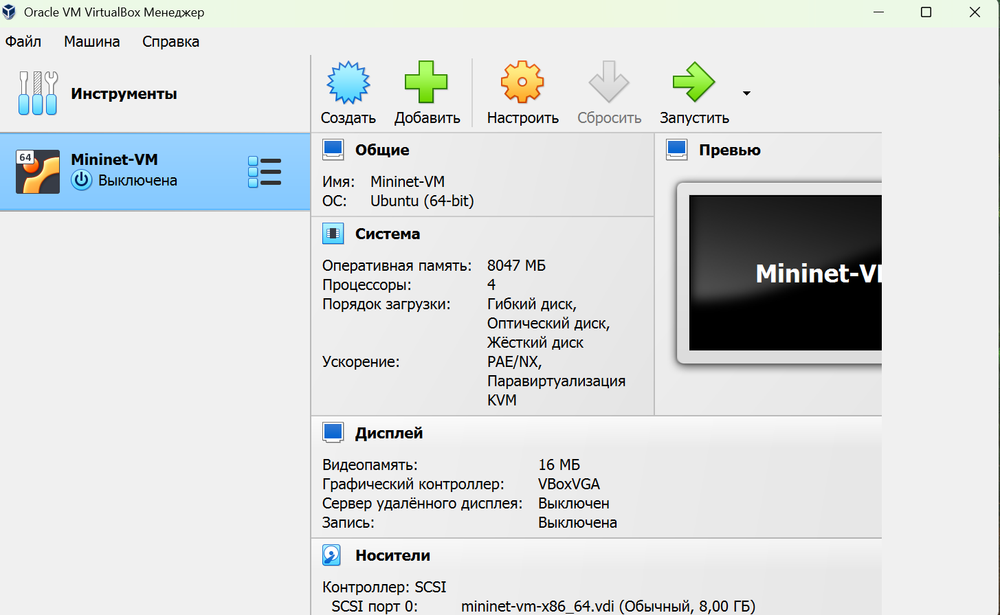 Oracle VM VirtualBox Менеджер
Файл Машина Справка
Инструменты
Создать Добавить Настроить Сбросить Запустить
64
Mininet-VM
Выключена
Общие
Имя: Mininet-VM
ОС: Ubuntu (64-bit)
Превью
Mininet-V
Система
Оперативная память: 8047 МБ
Процессоры: 4
Порядок загрузки: Гибкий диск,
Оптический диск,
Жёсткий диск
Ускорение: PAE/NX,
Паравиртуализация
KVM
Дисплей
Видеопамять: 16 МБ
Графический контроллер: VBoxVGA
Сервер удалённого дисплея: Выключен
Запись: Выключена
Носители
Контроллер: SCSI
SCSI порт 0: mininet-vm-x86_64.vdi (Обычный, 8,00 ГБ)